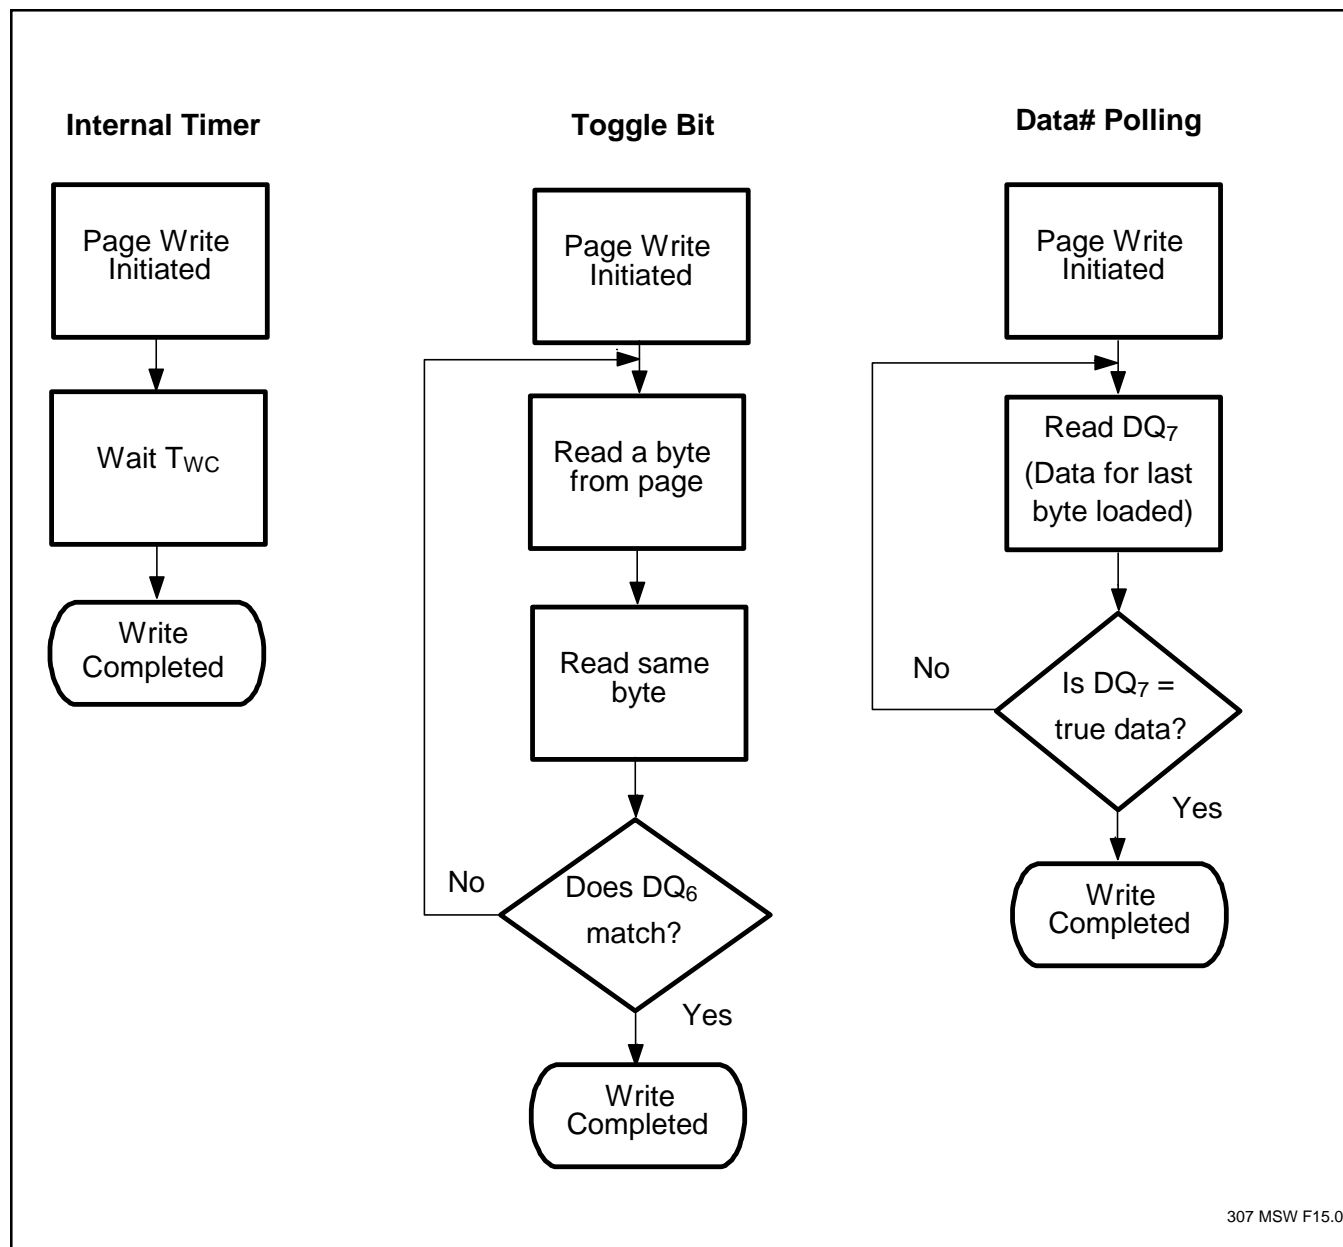 Internal Timer
Page Write
Initiated
Wait TWC
Write
Completed
Toggle Bit
Page Write
Initiated
Read a byte
from page
Read same
byte
Does DQ6
match?
No
Yes
Write
Completed
Data# Polling
Page Write
Initiated
Read DQ7
(Data for last
byte loaded)
Is DQ7 =
true data?
No
Yes
Write
Completed
307 MSW F15.0